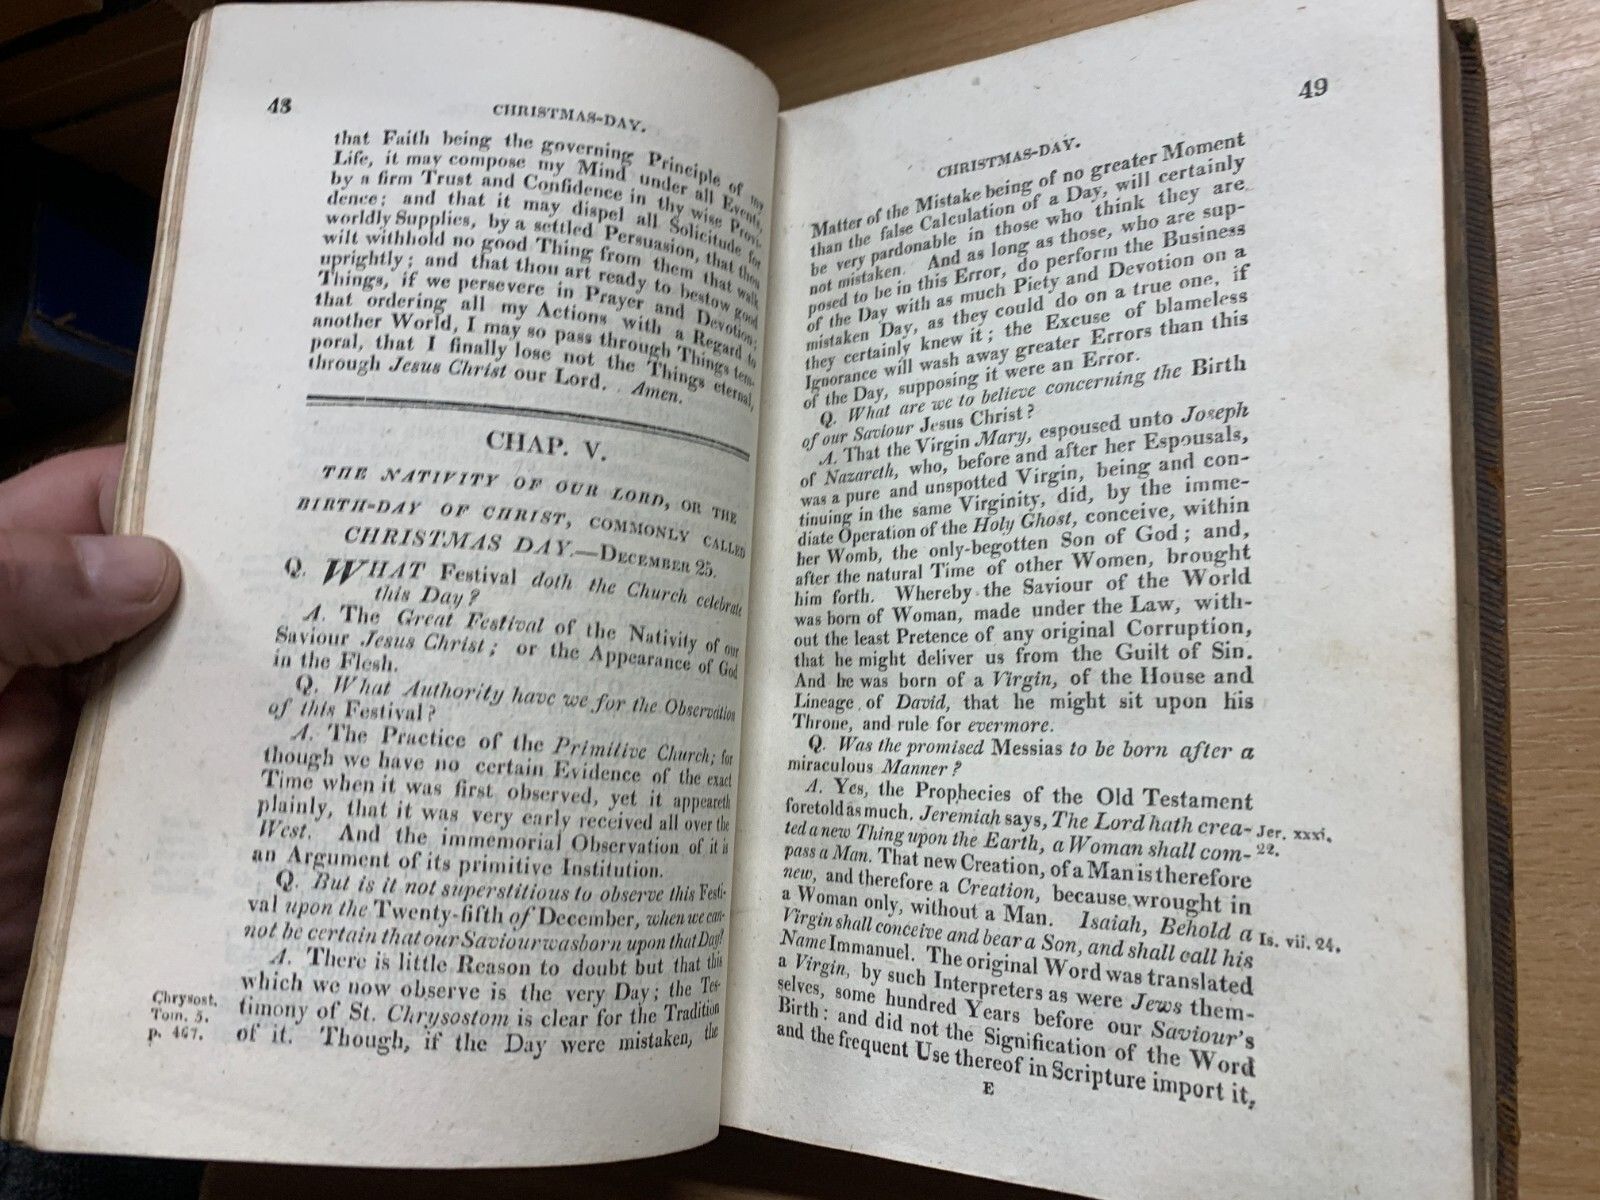 48
CHRISTMAS-DAY.
that Faith being the governing Principle of my
Life, it may compose my Mind under all Events,
by a firm Trust and Confidence in thy wise Provi-
dence; and that it may dispel all Solicitude for
worldly Supplies, by a settled Persuasion, that thou
wilt withhold no good Thing from them that walk
uprightly; and that thou art ready to bestow good
Things, if we persevere in Prayer and Devotion;
that ordering all my Actions with a Regard to
another World, I may so pass through Things tem-
poral, that I finally lose not the Things eternal,
through Jesus Christ our Lord. Amen.
CHAP. V.
THE NATIVITY OF OUR LORD, OR THE
BIRTH-DAY OF CHRIST, COMMONLY CALLED
CHRISTMAS DAY.—DECEMBER 25.
Q. WHAT Festival doth the Church celebrate
this Day?
A. The Great Festival of the Nativity of our
Saviour Jesus Christ; or the Appearance of God
in the Flesh.
Q. What Authority have we for the Observation
of this Festival?
A. The Practice of the Primitive Church; for
though we have no certain Evidence of the exact
Time when it was first observed, yet it appeareth
plainly, that it was very early received all over the
West. And the immemorial Observation of it is
an Argument of its primitive Institution.
Q. But is it not superstitious to observe this Festi-
val upon the Twenty-fifth of December, when we can-
not be certain that our Saviour was born upon that Day?
A. There is little Reason to doubt but that this
which we now observe is the very Day; the Tes-
timony of St. Chrysostom is clear for the Tradition
of it. Though, if the Day were mistaken, the
Chrysost.
Tom. 5.
p. 467.
49
CHRISTMAS-DAY.
Matter of the Mistake being of no greater Moment
than the false Calculation of a Day, will certainly
be very pardonable in those who think they are
not mistaken. And as long as those, who are sup-
posed to be in this Error, do perform the Business
of the Day with as much Piety and Devotion on a
mistaken Day, as they could do on a true one, if
they certainly knew it; the Excuse of blameless
Ignorance will wash away greater Errors than this
of the Day, supposing it were an Error.
Q. What are we to believe concerning the Birth
of our Saviour Jesus Christ?
A. That the Virgin Mary, espoused unto Joseph
of Nazareth, who, before and after her Espousals,
was a pure and unspotted Virgin, being and con-
tinuing in the same Virginity, did, by the imme-
diate Operation of the Holy Ghost, conceive, within
her Womb, the only-begotten Son of God; and,
after the natural Time of other Women, brought
him forth. Whereby the Saviour of the World
was born of Woman, made under the Law, with-
out the least Pretence of any original Corruption,
that he might deliver us from the Guilt of Sin.
And he was born of a Virgin, of the House and
Lineage of David, that he might sit upon his
Throne, and rule for evermore.
Q. Was the promised Messias to be born after a
miraculous Manner?
A. Yes, the Prophecies of the Old Testament
foretold as much. Jeremiah says, The Lord hath crea-
ted a new Thing upon the Earth, a Woman shall com-
pass a Man. That new Creation, of a Man is therefore
new, and therefore a Creation, because wrought in
a Woman only, without a Man. Isaiah, Behold a
Virgin shall conceive and bear a Son, and shall call his
Name Immanuel. The original Word was translated
a Virgin, by such Interpreters as were Jews them-
selves, some hundred Years before our Saviour's
Birth: and did not the Signification of the Word
and the frequent Use thereof in Scripture import it,
Jer. xxxi.
22.
Is. vii. 24.
E